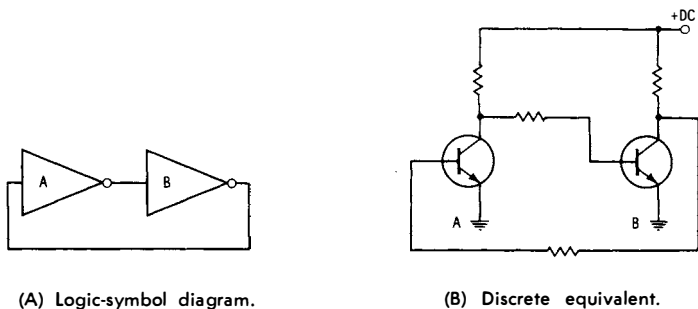 +DC
A
B
A
B
(A) Logic-symbol diagram.
(B) Discrete equivalent.